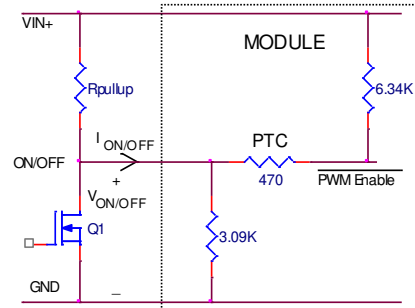 VIN+
MODULE
Rpullup
6.34K
I ON/OFF
PTC
ON/OFF
+
470
PWM Enable
V ON/OFF
Q1
3.09K
GND
_